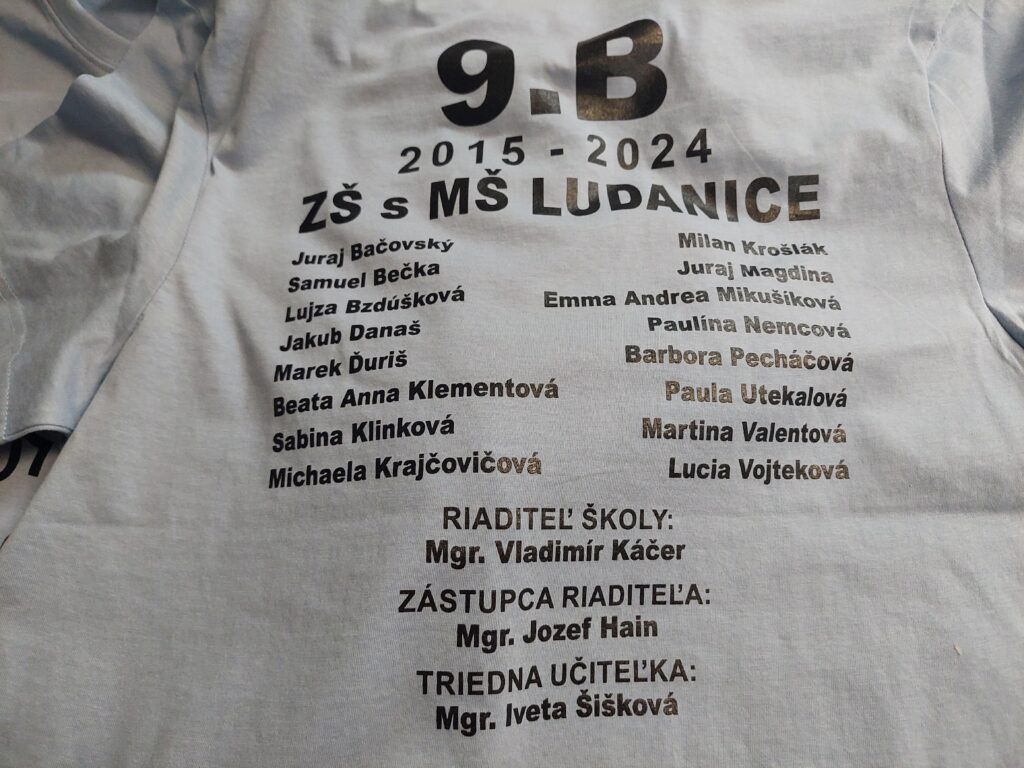 9.B
2015 - 2024
ZŠ s MŠ LUDANICE
Juraj Bačovský
Samuel Bečka
Lujza Bzdúšková
Jakub Današ
Marek Ďuriš
Beata Anna Klementová
Sabina Klinková
Michaela Krajčovičová
Milan Krošlák
Juraj Magdina
Emma Andrea Mikušíková
Paulína Nemcová
Barbora Pecháčová
Paula Utekalová
Martina Valentová
Lucia Vojteková
RIADITEĽ ŠKOLY:
Mgr. Vladimír Káčer
ZÁSTUPCA RIADITEĽA:
Mgr. Jozef Hain
TRIEDNA UČITEĽKA:
Mgr. Iveta Šišková